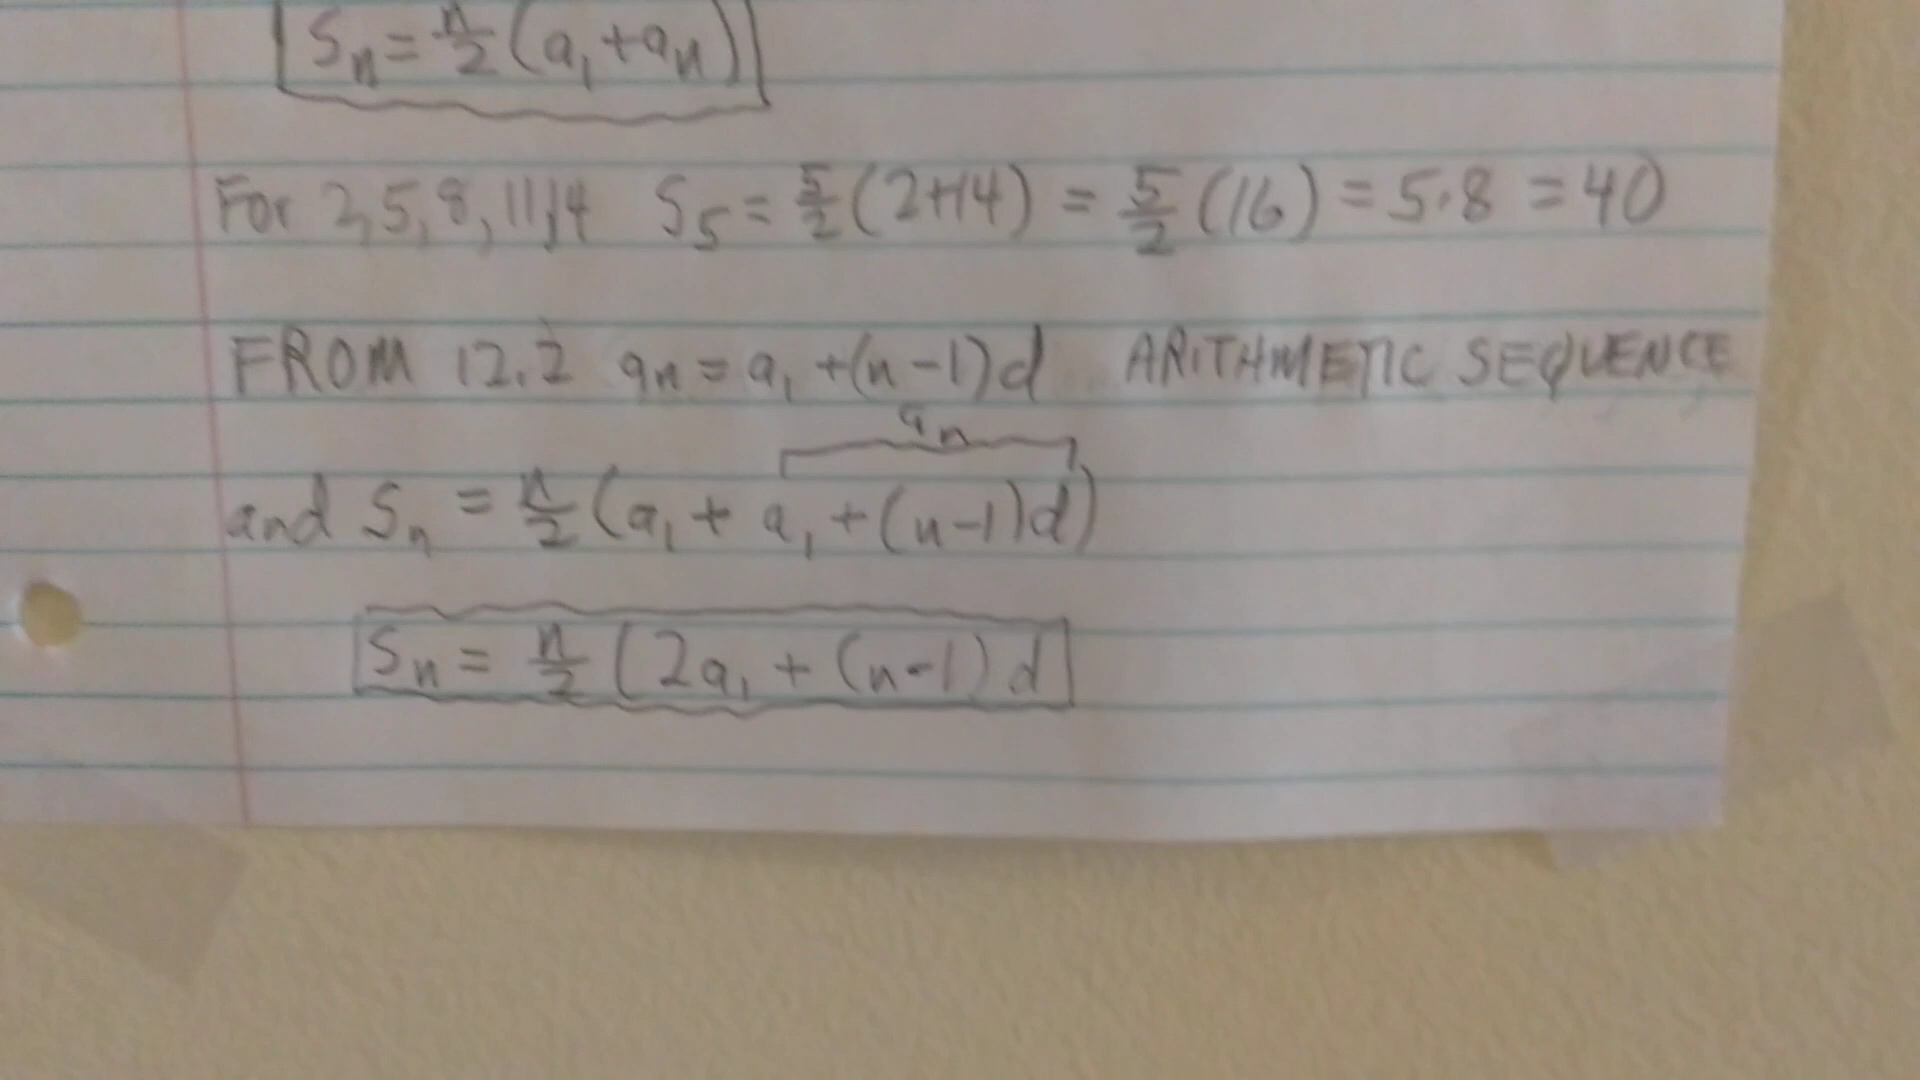 Sn = n/2 (a₁ + an)
For 2, 5, 8, 11, 14 S₅ = 5/2 (2+14) = 5/2 (16) = 5·8 = 40
FROM 12.2 an = a₁ + (n-1)d ARITHMETIC SEQUENCE
an
and Sn = n/2 (a₁ + a₁ + (n-1)d)
Sn = n/2 (2a₁ + (n-1)d